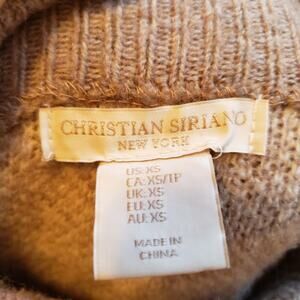 CHRISTIAN SIRIANO
NEW YORK
US:XS
CA:XS/TP
UK:XS
EU:XS
AU:XS
MADE IN
CHINA